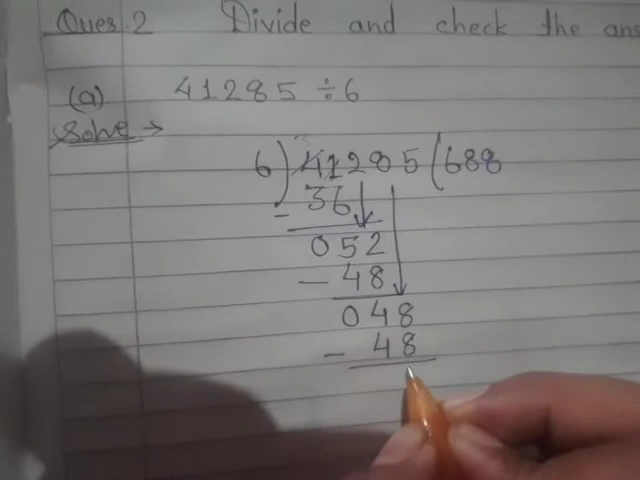 Ques.2 Divide and check the ans
(a) 41285 ÷ 6
Solve →
6 ) 41285 ( 688
- 36
052
- 48
048
- 48